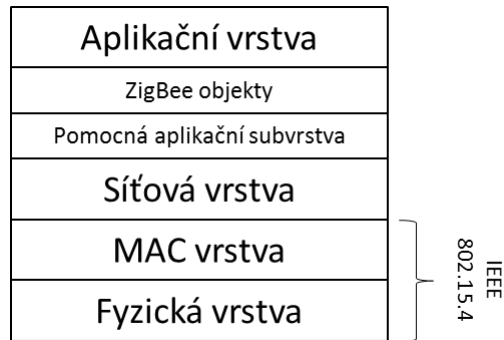 Aplikační vrstva
ZigBee objekty
Pomocná aplikační subvrstva
Síťová vrstva
MAC vrstva
Fyzická vrstva
IEEE
802.15.4